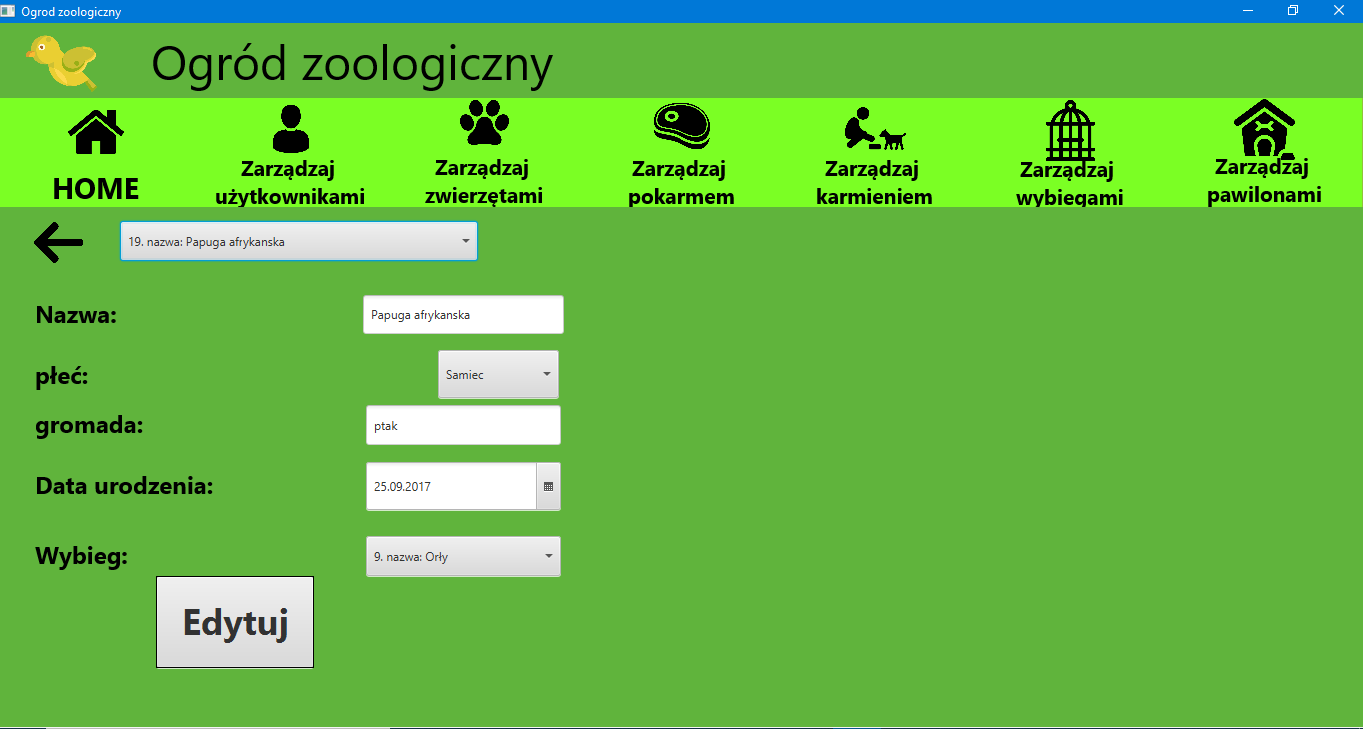 Ogrod zoologiczny
Ogród zoologiczny
HOME
Zarządzaj
użytkownikami
Zarządzaj
zwierzętami
Zarządzaj
pokarmem
Zarządzaj
karmieniem
Zarządzaj
wybiegami
Zarządzaj
pawilonami
19. nazwa: Papuga afrykanska
Nazwa:
Papuga afrykanska
płeć:
Samiec
gromada:
ptak
Data urodzenia:
25.09.2017
Wybieg:
9. nazwa: Orły
Edytuj